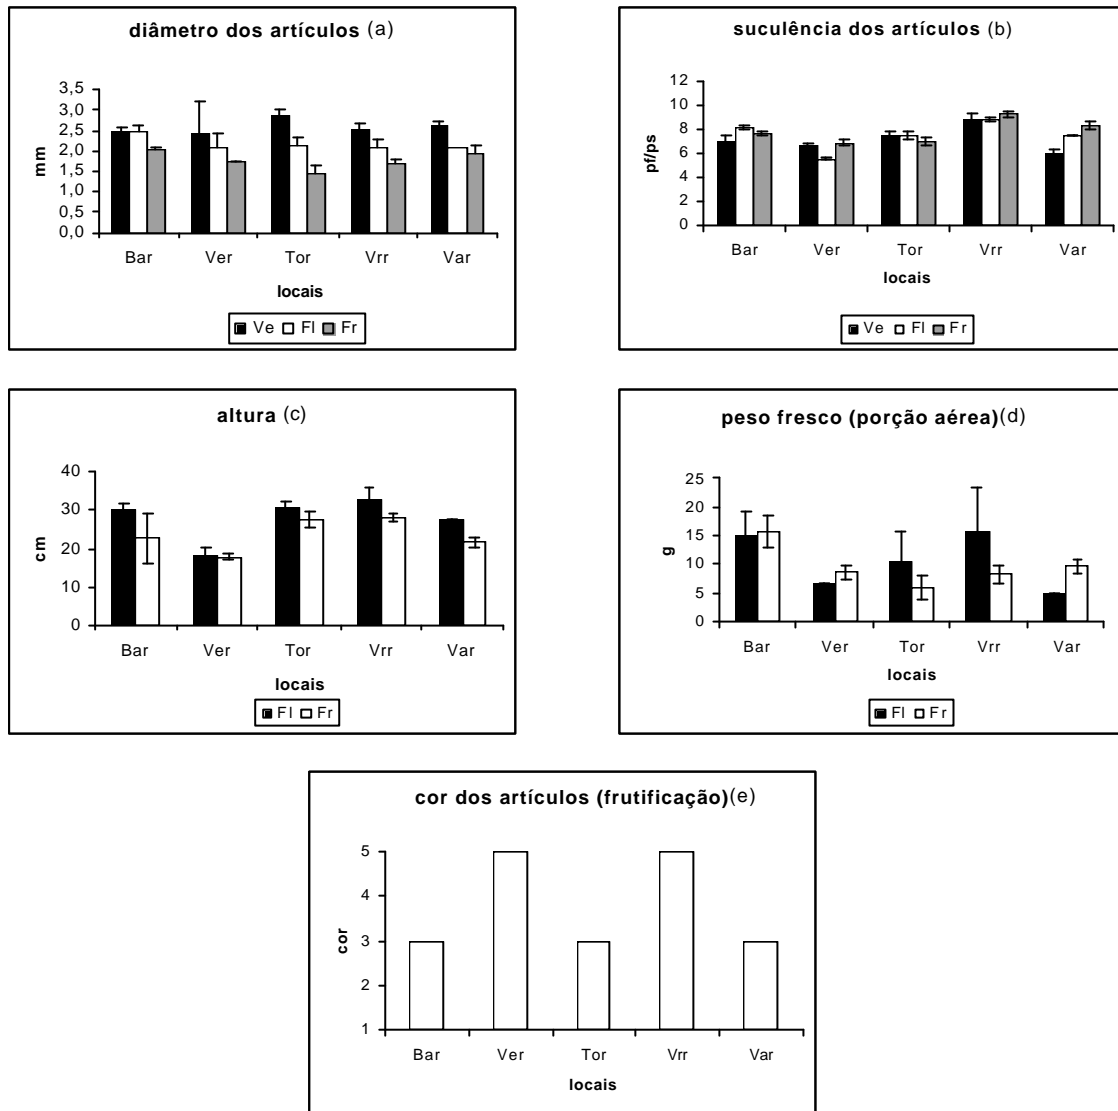 diâmetro dos artículos (a)
3,5
3,0
2,5
2,0
1,5
1,0
0,5
0,0
mm
Bar Ver Tor Vrr Var
locais
Ve Fl Fr
suculência dos artículos (b)
12
10
8
6
4
2
0
pf/ps
Bar Ver Tor Vrr Var
locais
Ve Fl Fr
altura (c)
40
30
20
10
0
cm
Bar Ver Tor Vrr Var
locais
Fl Fr
peso fresco (porção aérea)(d)
25
20
15
10
5
0
g
Bar Ver Tor Vrr Var
locais
Fl Fr
cor dos artículos (frutificação)(e)
5
4
3
2
1
cor
Bar Ver Tor Vrr Var
locais